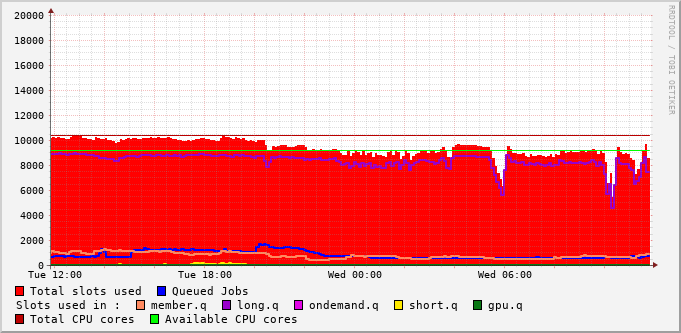 20000
18000
16000
14000
12000
10000
8000
6000
4000
2000
0
Tue 12:00 Tue 18:00 Wed 00:00 Wed 06:00
Total slots used Queued Jobs
Slots used in : member.q long.q ondemand.q short.q gpu.q
Total CPU cores Available CPU cores
RRDTOOL / TOBI OETIKER